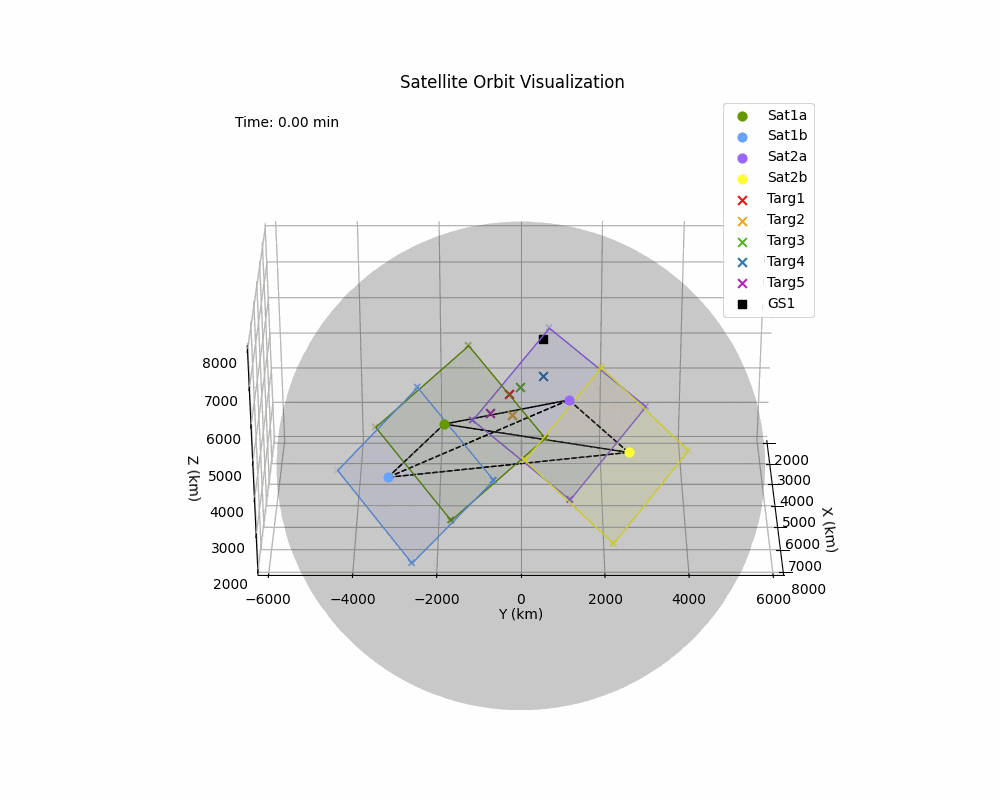 Satellite Orbit Visualization
Time: 0.00 min
Sat1a
Sat1b
Sat2a
Sat2b
Targ1
Targ2
Targ3
Targ4
Targ5
GS1
8000
7000
6000
5000
4000
3000
2000
Z (km)
−6000
−4000
−2000
0
2000
4000
6000
Y (km)
2000
3000
4000
5000
6000
7000
8000
X (km)